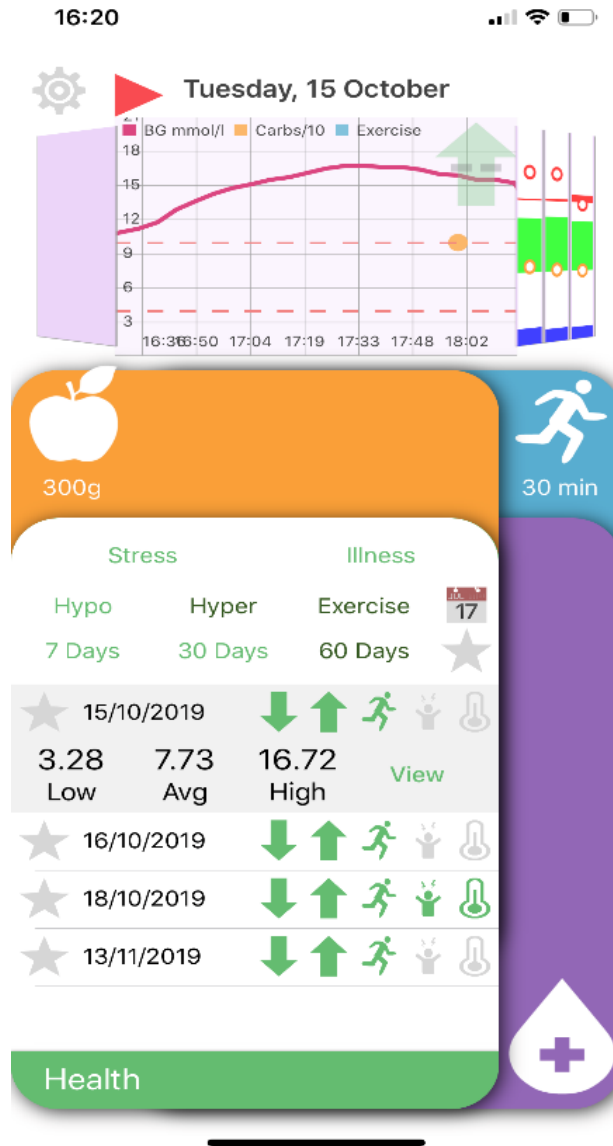 16:20
Tuesday, 15 October
BG mmol/l Carbs/10 Exercise
18
15
12
9
6
3
16:50 17:04 17:19 17:33 17:48 18:02
300g
30 min
Stress Illness
Hypo Hyper Exercise
17
7 Days 30 Days 60 Days
15/10/2019
3.28 7.73 16.72
Low Avg High
View
16/10/2019
18/10/2019
13/11/2019
Health